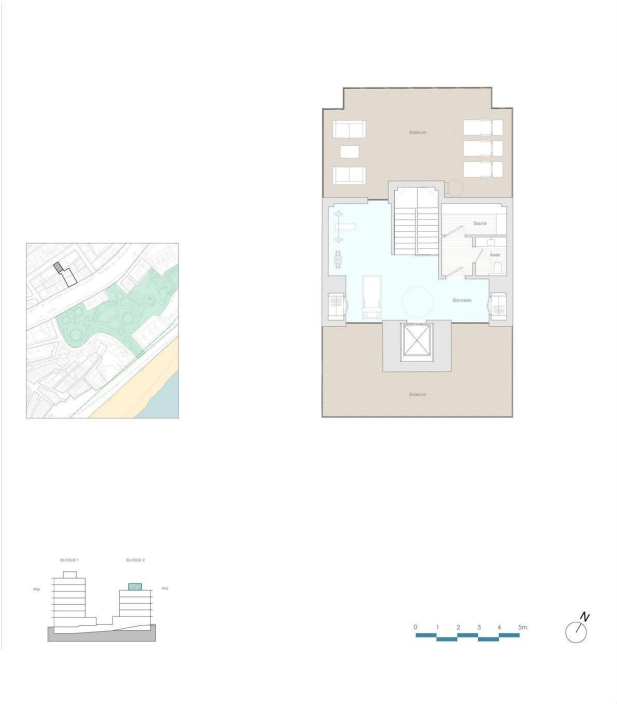 Solarium
Sauna
Aseo
Gimnasio
Solarium
BLOQUE 1
BLOQUE 2
0 1 2 3 4 5m
N